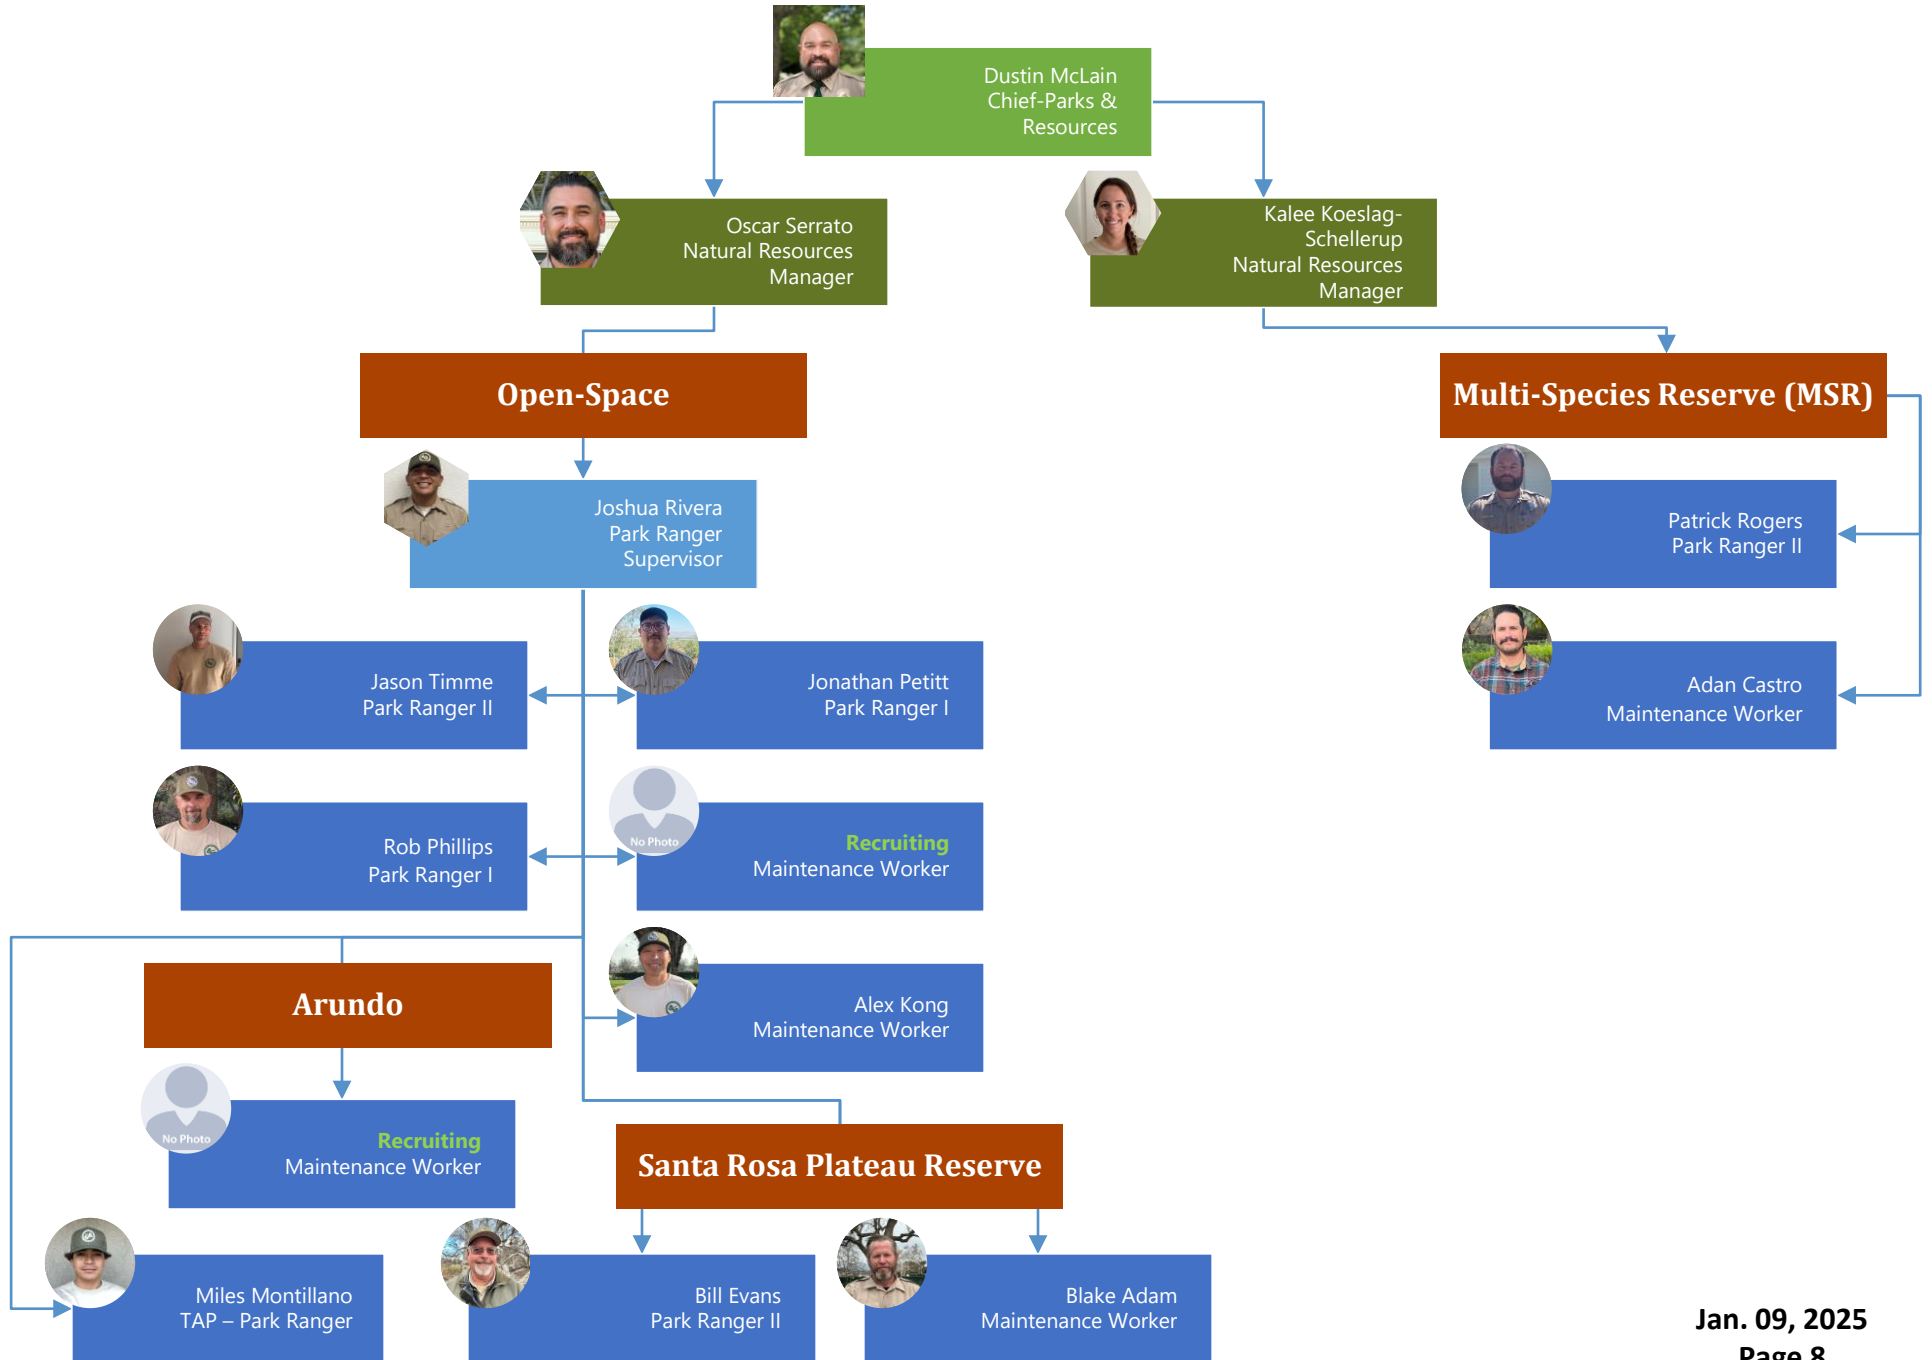 Dustin McLain
Chief-Parks &
Resources
Oscar Serrato
Natural Resources
Manager
Kalee Koeslag-
Schellerup
Natural Resources
Manager
Open-Space
Multi-Species Reserve (MSR)
Joshua Rivera
Park Ranger
Supervisor
Patrick Rogers
Park Ranger II
Jason Timme
Park Ranger II
Jonathan Petitt
Park Ranger I
Adan Castro
Maintenance Worker
Rob Phillips
Park Ranger I
No Photo
Recruiting
Maintenance Worker
Arundo
Alex Kong
Maintenance Worker
No Photo
Recruiting
Maintenance Worker
Santa Rosa Plateau Reserve
Miles Montillano
TAP – Park Ranger
Bill Evans
Park Ranger II
Blake Adam
Maintenance Worker
Jan. 09, 2025
Page 8